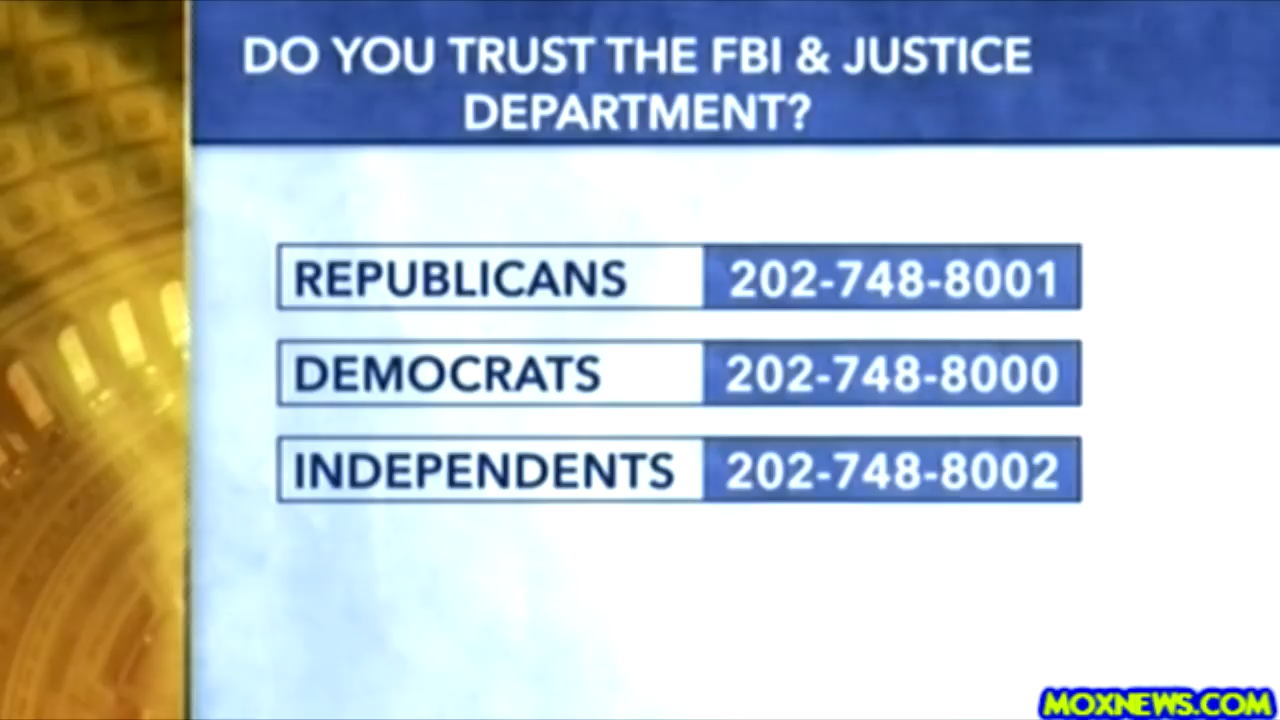 DO YOU TRUST THE FBI & JUSTICE
DEPARTMENT?
REPUBLICANS 202-748-8001
DEMOCRATS 202-748-8000
INDEPENDENTS 202-748-8002
MOXNEWS.COM